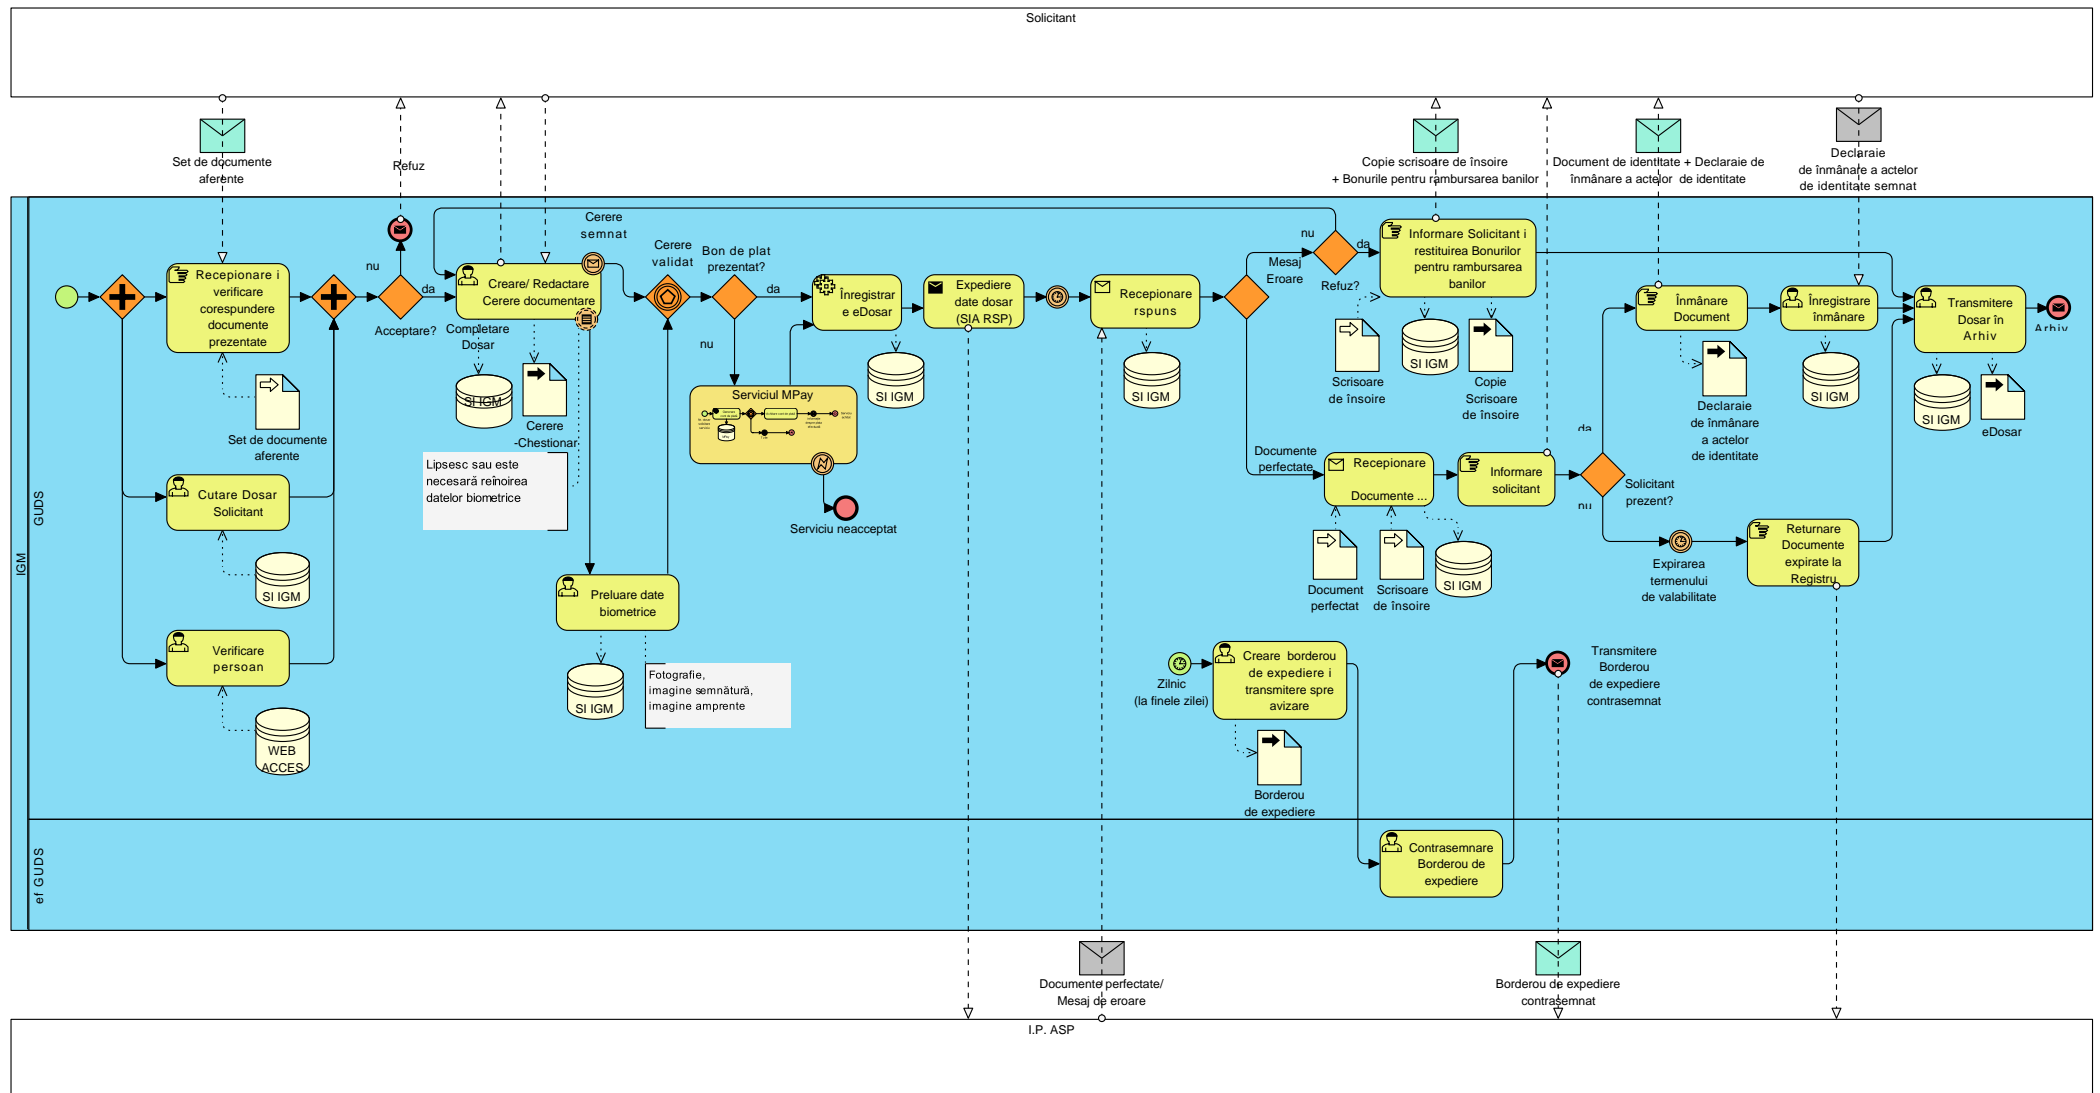 Solicitant
Set de documente
aferente
Refuz
Copie scrisoare de însoire
+ Bonurile pentru rambursarea banilor
Document de identitate + Declaraie de
înmânare a actelor de identitate
Declaraie
de înmânare a actelor
de identitate semnat
IGM
GUDS
ef GUDS
Recepionare i
verificare
corespundere
documente
prezentate
Set de documente
aferente
Cutare Dosar
Solicitant
SI IGM
Verificare
persoan
WEB
ACCES
nu
da
Acceptare?
Creare/ Redactare
Cerere documentare
Completare
Dosar
SI IGM
Cerere
-Chestionar
Lipsesc sau este
necesară reînoirea
datelor biometrice
Preluare date
biometrice
SI IGM
Fotografie,
imagine semnătură,
imagine amprente
Cerere
semnat
Cerere
validat
Bon de plat
prezentat?
da
nu
Serviciul MPay
Serviciu neacceptat
Înregistrar
e eDosar
SI IGM
Expediere
date dosar
(SIA RSP)
Recepionare
rspuns
SI IGM
Mesaj
Eroare
nu
da
Refuz?
Informare Solicitant i
restituirea Bonurilor
pentru rambursarea
banilor
Scrisoare
de însoire
SI IGM
Copie
Scrisoare
de însoire
Documente
perfectate
Recepionare
Documente ...
Document
perfectat
Scrisoare
de însoire
SI IGM
Informare
solicitant
da
nu
Solicitant
prezent?
Înmânare
Document
Declaraie
de înmânare
a actelor
de identitate
Înregistrare
înmânare
SI IGM
Transmitere
Dosar în
Arhiv
SI IGM
eDosar
Arhiv
Expirarea
termenului
de valabilitate
Returnare
Documente
expirate la
Registru
Zilnic
(la finele zilei)
Creare borderou
de expediere i
transmitere spre
avizare
Borderou
de expediere
Contrasemnare
Borderou de
expediere
Transmitere
Borderou
de expediere
contrasemnat
Documente perfectate/
Mesaj de eroare
Borderou de expediere
contrasemnat
I.P. ASP